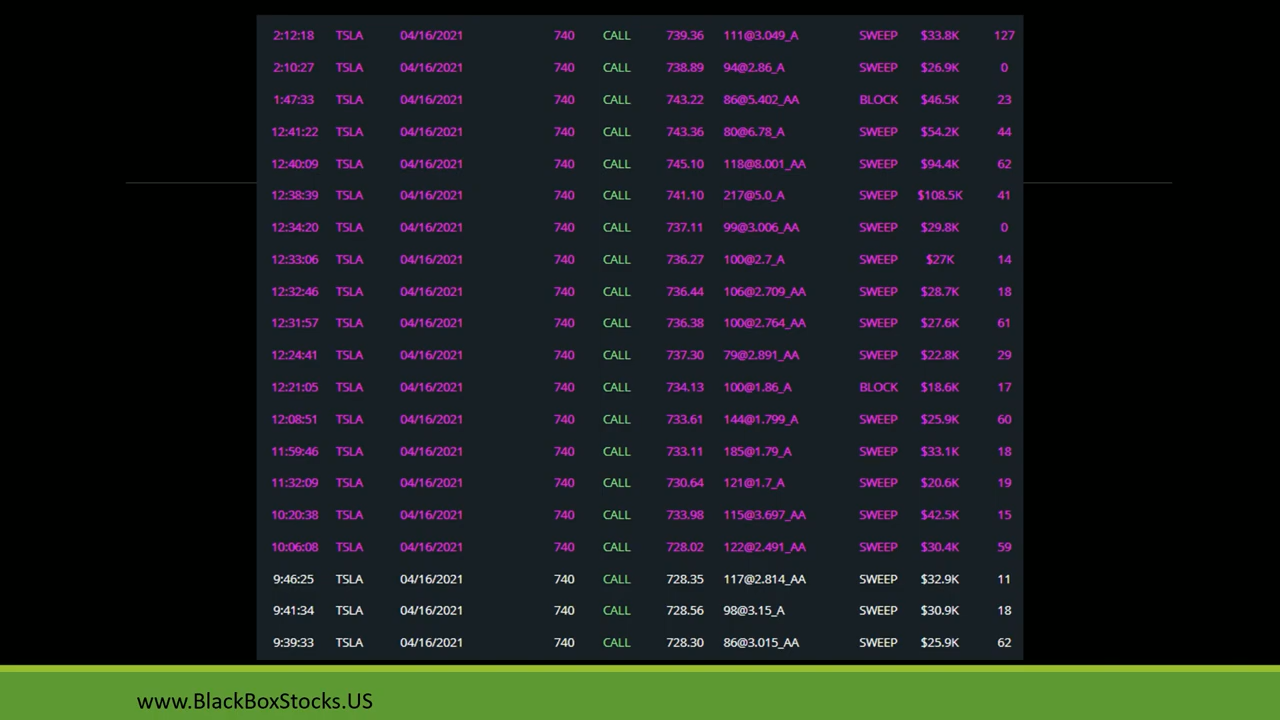 2:12:18 TSLA 04/16/2021 740 CALL 739.36 111@3.049_A SWEEP $33.8K 127
2:10:27 TSLA 04/16/2021 740 CALL 738.89 94@2.86_A SWEEP $26.9K 0
1:47:33 TSLA 04/16/2021 740 CALL 743.22 86@5.402_AA BLOCK $46.5K 23
12:41:22 TSLA 04/16/2021 740 CALL 743.36 80@6.78_A SWEEP $54.2K 44
12:40:09 TSLA 04/16/2021 740 CALL 745.10 118@8.001_AA SWEEP $94.4K 62
12:38:39 TSLA 04/16/2021 740 CALL 741.10 217@5.0_A SWEEP $108.5K 41
12:34:20 TSLA 04/16/2021 740 CALL 737.11 99@3.006_AA SWEEP $29.8K 0
12:33:06 TSLA 04/16/2021 740 CALL 736.27 100@2.7_A SWEEP $27K 14
12:32:46 TSLA 04/16/2021 740 CALL 736.44 106@2.709_AA SWEEP $28.7K 18
12:31:57 TSLA 04/16/2021 740 CALL 736.38 100@2.764_AA SWEEP $27.6K 61
12:24:41 TSLA 04/16/2021 740 CALL 737.30 79@2.891_AA SWEEP $22.8K 29
12:21:05 TSLA 04/16/2021 740 CALL 734.13 100@1.86_A BLOCK $18.6K 17
12:08:51 TSLA 04/16/2021 740 CALL 733.61 144@1.799_A SWEEP $25.9K 60
11:59:46 TSLA 04/16/2021 740 CALL 733.11 185@1.79_A SWEEP $33.1K 18
11:32:09 TSLA 04/16/2021 740 CALL 730.64 121@1.7_A SWEEP $20.6K 19
10:20:38 TSLA 04/16/2021 740 CALL 733.98 115@3.697_AA SWEEP $42.5K 15
10:06:08 TSLA 04/16/2021 740 CALL 728.02 122@2.491_AA SWEEP $30.4K 59
9:46:25 TSLA 04/16/2021 740 CALL 728.35 117@2.814_AA SWEEP $32.9K 11
9:41:34 TSLA 04/16/2021 740 CALL 728.56 98@3.15_A SWEEP $30.9K 18
9:39:33 TSLA 04/16/2021 740 CALL 728.30 86@3.015_AA SWEEP $25.9K 62
www.BlackBoxStocks.US